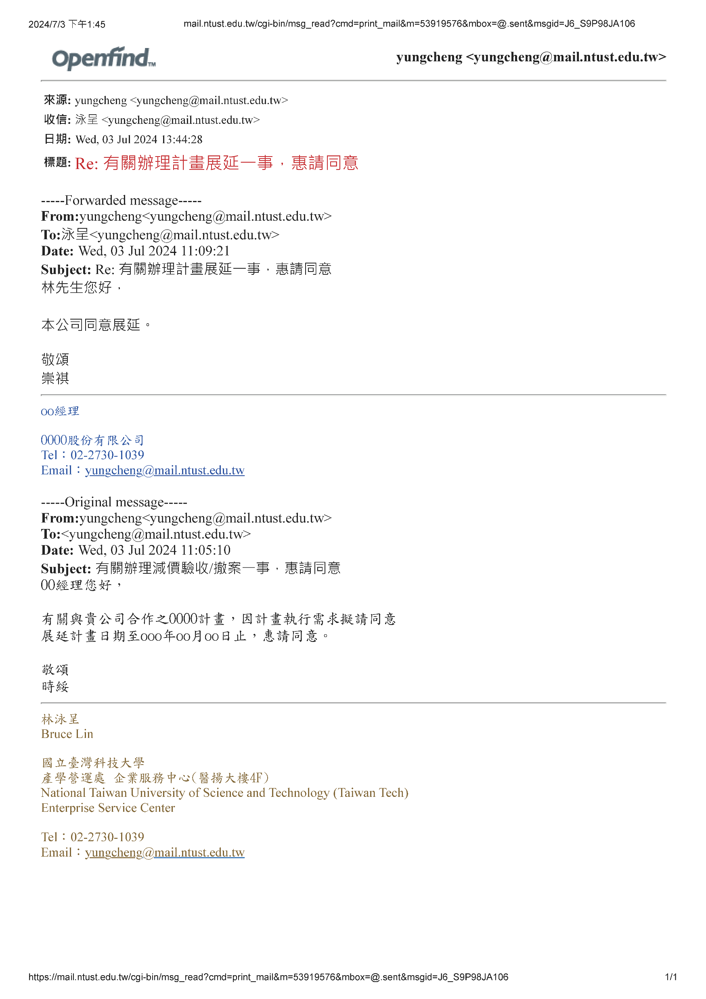 2024/7/3 下午1:45
mail.ntust.edu.tw/cgi-bin/msg_read?cmd=print_mail&m=53919576&mbox=@.sent&msgid=J6_S9P98JA106
Openfind™
yungcheng <yungcheng@mail.ntust.edu.tw>
來源: yungcheng <yungcheng@mail.ntust.edu.tw>
收信: 泳呈 <yungcheng@mail.ntust.edu.tw>
日期: Wed, 03 Jul 2024 13:44:28
標題: Re: 有關辦理計畫展延一事，惠請同意
-----Forwarded message-----
From:yungcheng<yungcheng@mail.ntust.edu.tw>
To:泳呈<yungcheng@mail.ntust.edu.tw>
Date: Wed, 03 Jul 2024 11:09:21
Subject: Re: 有關辦理計畫展延一事，惠請同意
林先生您好，
本公司同意展延。
敬頌
崇祺
oo經理
0000股份有限公司
Tel：02-2730-1039
Email：yungcheng@mail.ntust.edu.tw
-----Original message-----
From:yungcheng<yungcheng@mail.ntust.edu.tw>
To:<yungcheng@mail.ntust.edu.tw>
Date: Wed, 03 Jul 2024 11:05:10
Subject: 有關辦理減價驗收/撤案一事，惠請同意
00經理您好，
有關與貴公司合作之0000計畫，因計畫執行需求擬請同意
展延計畫日期至ooo年oo月oo日止，惠請同意。
敬頌
時綏
林泳呈
Bruce Lin
國立臺灣科技大學
產學營運處 企業服務中心(醫揚大樓4F)
National Taiwan University of Science and Technology (Taiwan Tech)
Enterprise Service Center
Tel：02-2730-1039
Email：yungcheng@mail.ntust.edu.tw
https://mail.ntust.edu.tw/cgi-bin/msg_read?cmd=print_mail&m=53919576&mbox=@.sent&msgid=J6_S9P98JA106
1/1